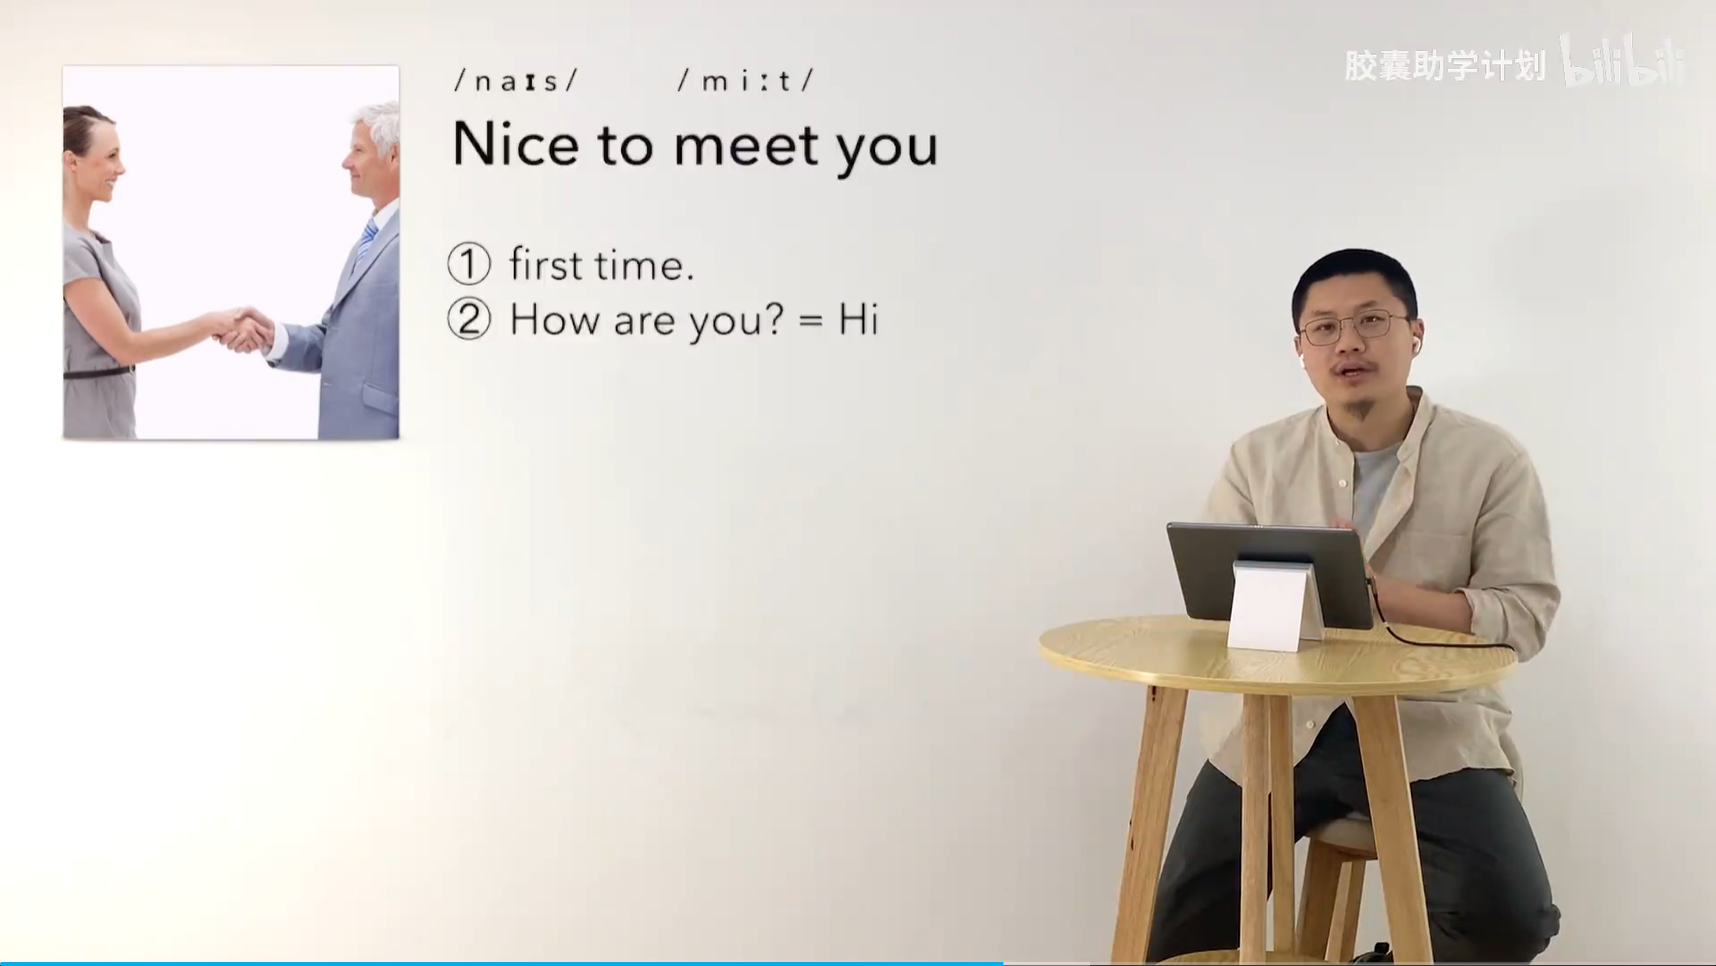 胶囊助学计划 bilibili
/naɪs/ /miːt/
Nice to meet you
① first time.
② How are you? = Hi